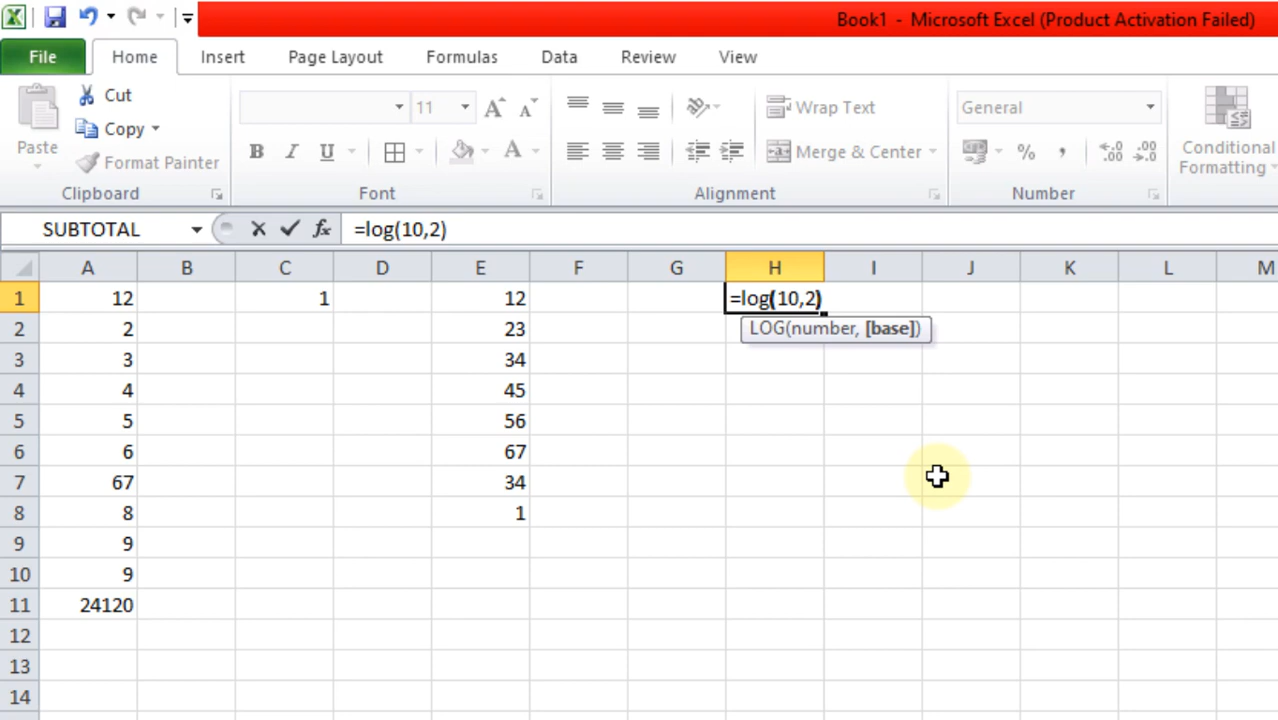 Book1 - Microsoft Excel (Product Activation Failed)
File Home Insert Page Layout Formulas Data Review View
Paste
Cut
Copy
Format Painter
Clipboard
11
A A
B I U A
Font
Wrap Text
Merge & Center
Alignment
General
% , .00 .00
Number
Conditional
Formatting
SUBTOTAL fx =log(10,2)
A B C D E F G H I J K L M
1 12 1 12 =log(10,2)
LOG(number, [base])
2 2 23
3 3 34
4 4 45
5 5 56
6 6 67
7 67 34
8 8 1
9 9
10 9
11 24120
12
13
14